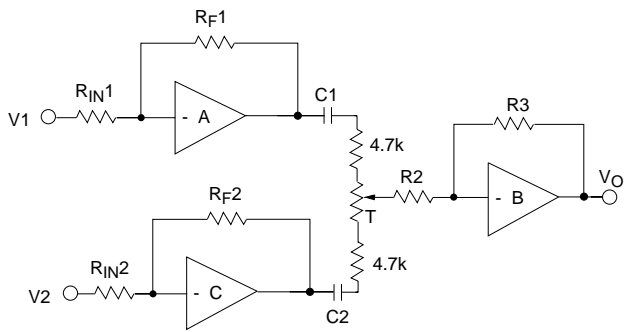 RF1
RIN1
C1
V1
- A
4.7k
R3
RF2
R2
VO
T
- B
RIN2
4.7k
V2
- C
C2